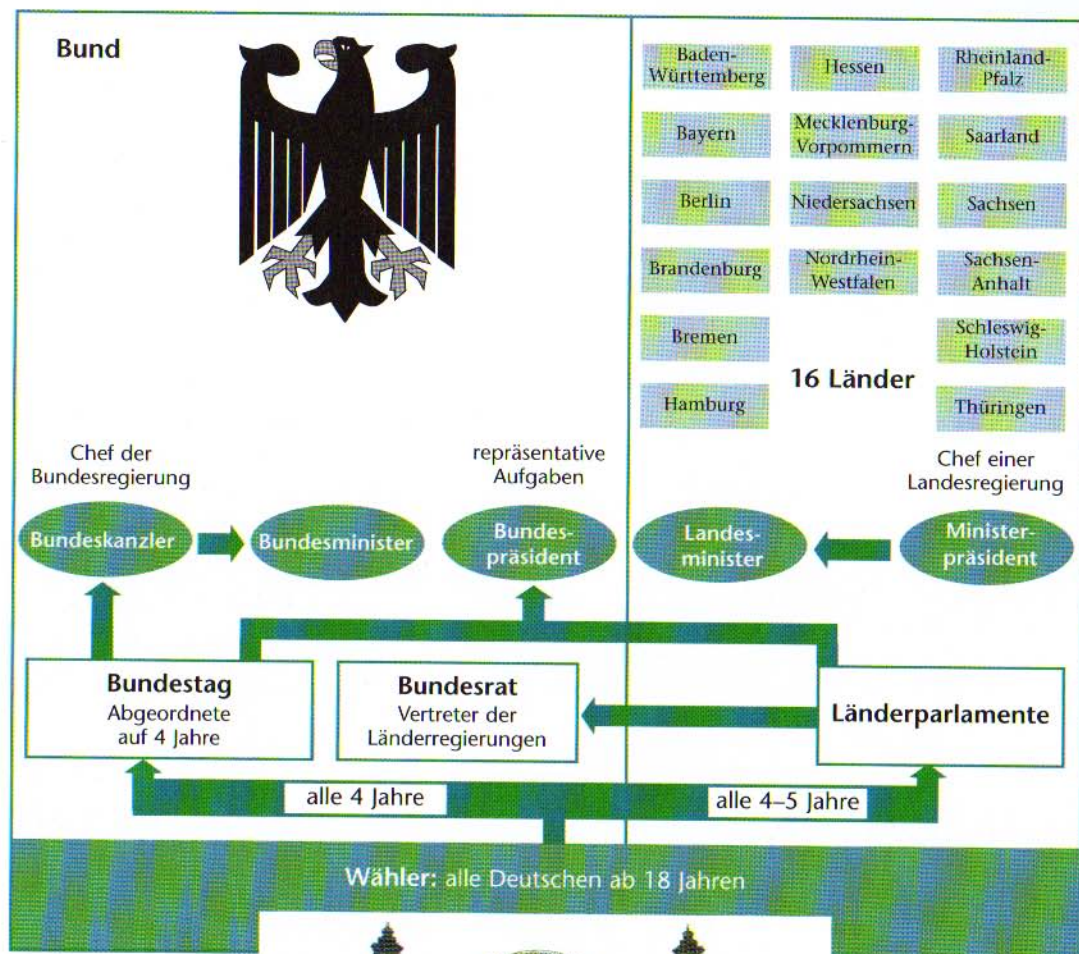 Bund
Baden-
Württemberg
Hessen
Rheinland-
Pfalz
Bayern
Mecklenburg-
Vorpommern
Saarland
Berlin
Niedersachsen
Sachsen
Brandenburg
Nordrhein-
Westfalen
Sachsen-
Anhalt
Bremen
Schleswig-
Holstein
16 Länder
Hamburg
Thüringen
Chef der
Bundesregierung
repräsentative
Aufgaben
Chef einer
Landesregierung
Bundeskanzler
Bundesminister
Bundes-
präsident
Landes-
minister
Minister-
präsident
Bundestag
Abgeordnete
auf 4 Jahre
Bundesrat
Vertreter der
Länderregierungen
Länderparlamente
alle 4 Jahre
alle 4–5 Jahre
Wähler: alle Deutschen ab 18 Jahren